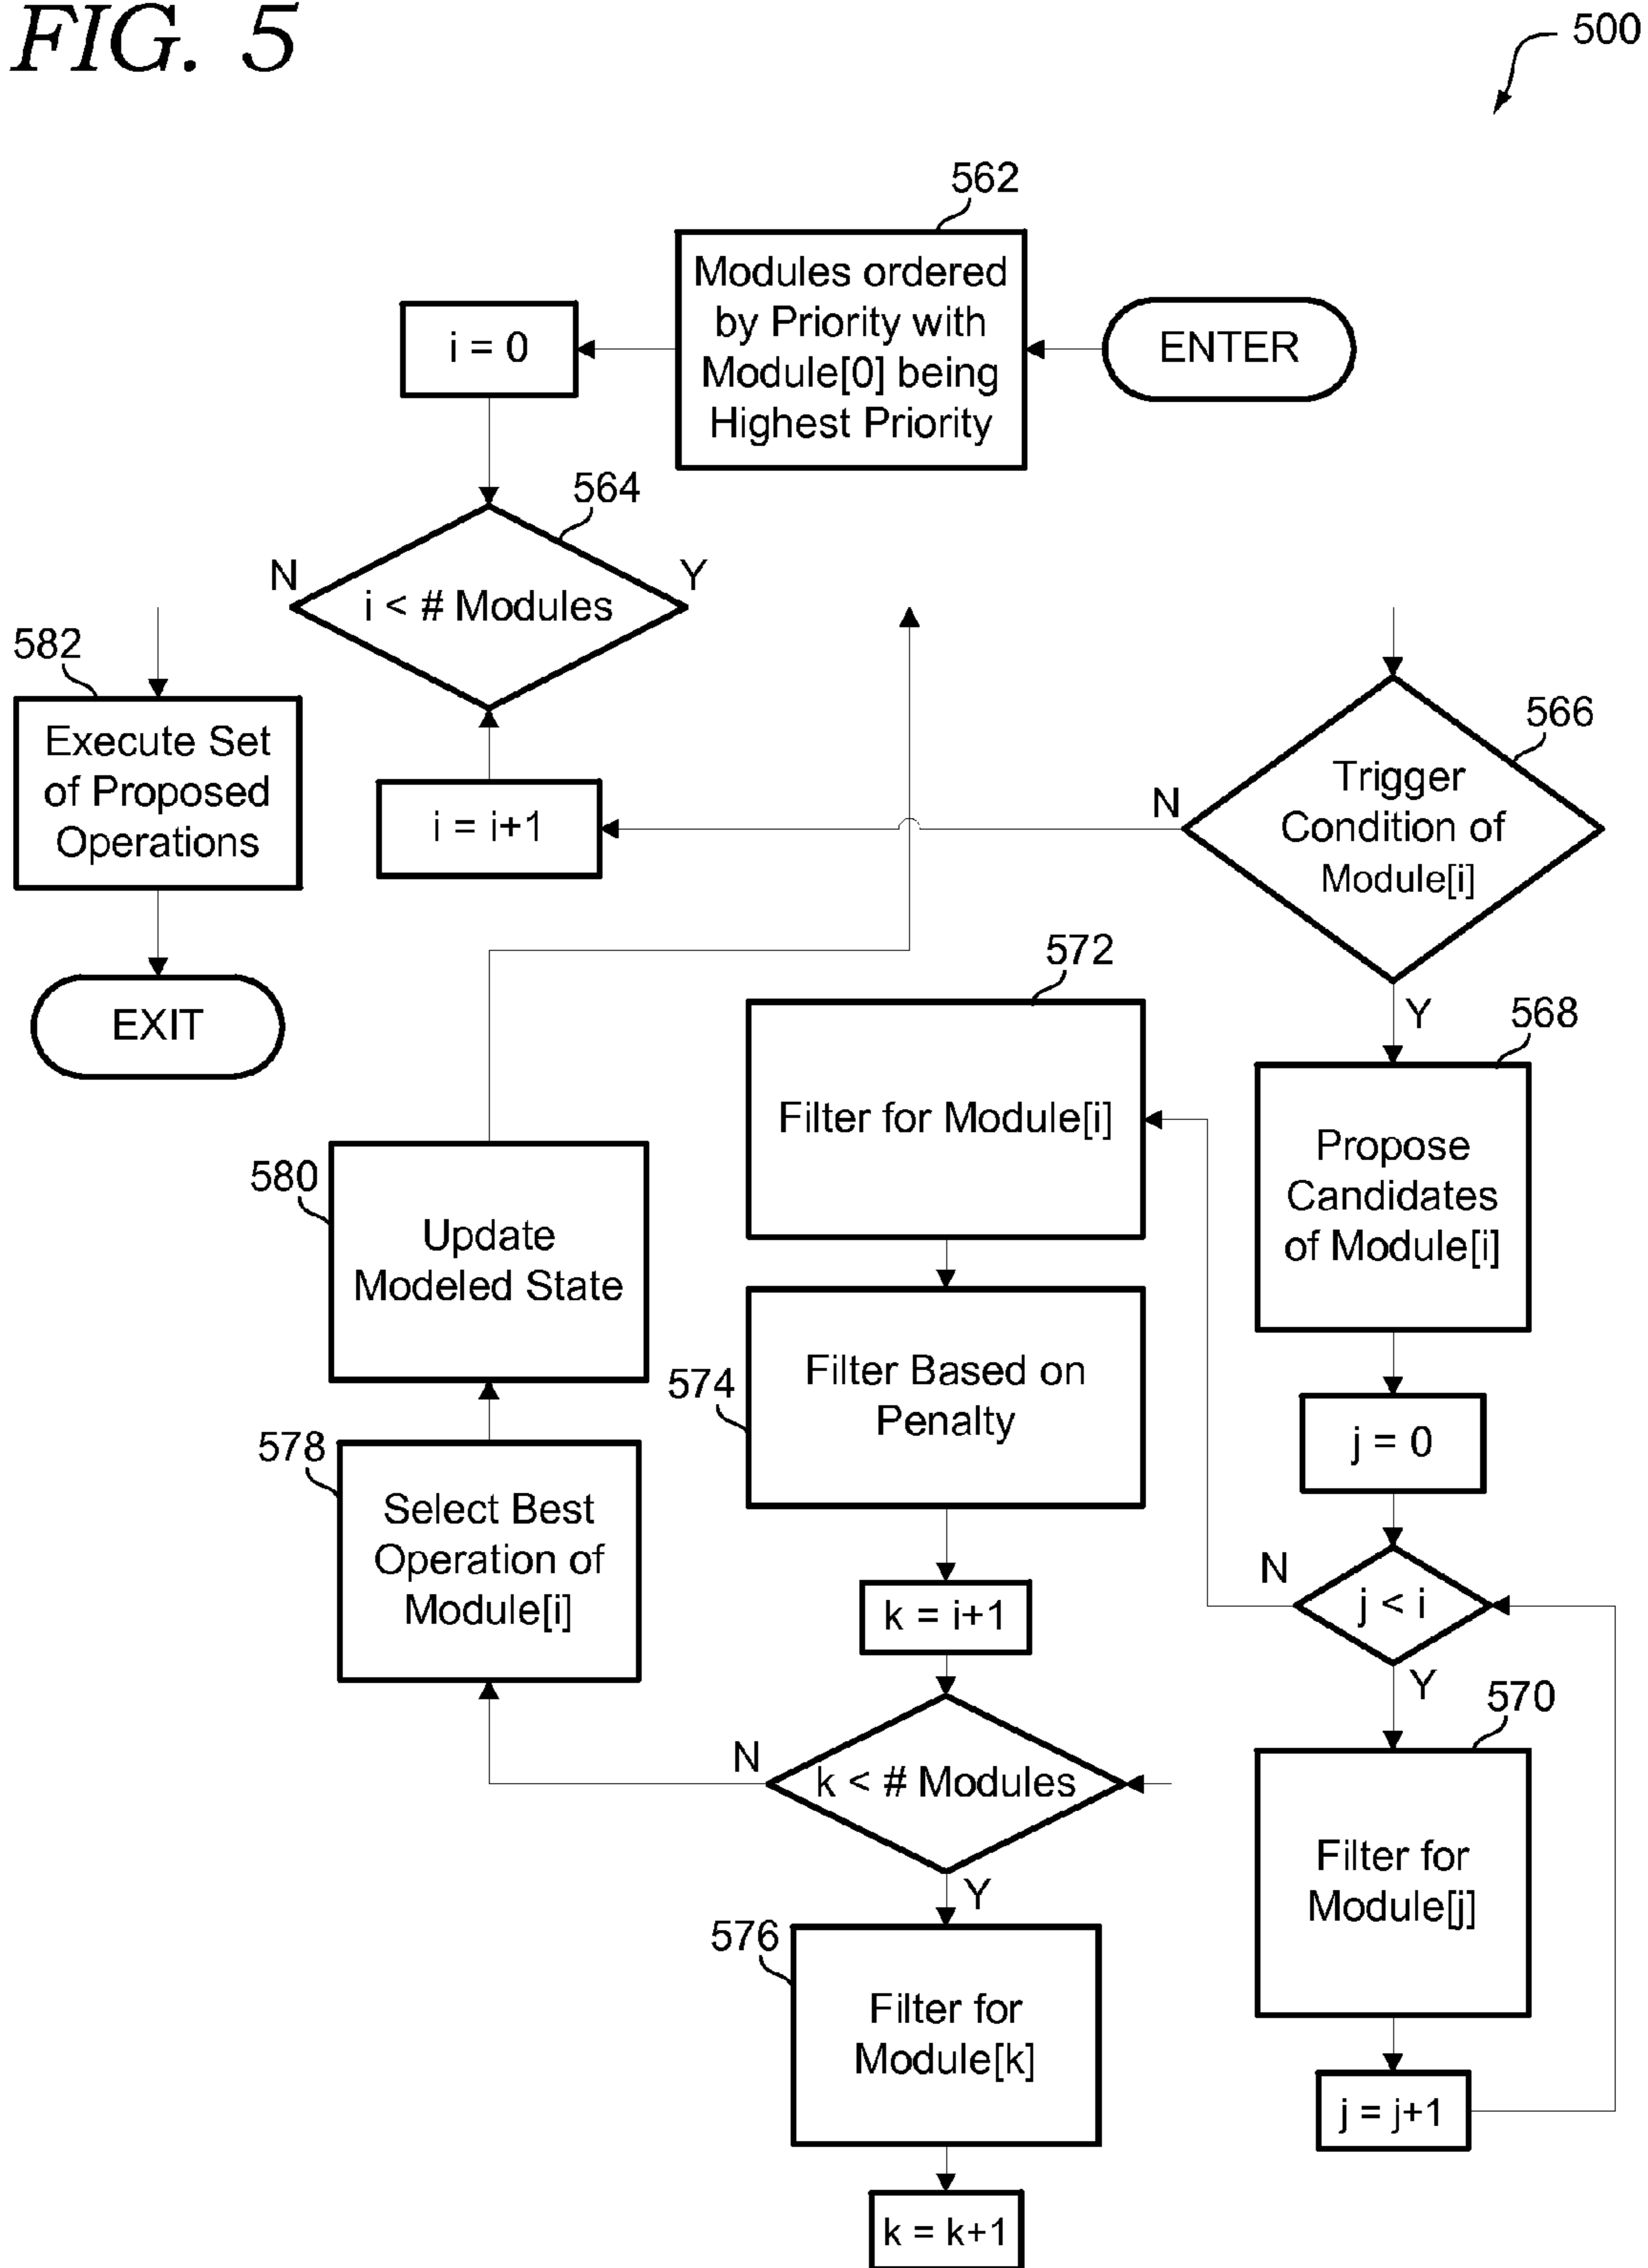 FIG. 5
500
562
Modules ordered
by Priority with
Module[0] being
Highest Priority
ENTER
i = 0
564
N
Y
i < # Modules
582
Execute Set
of Proposed
Operations
EXIT
i = i+1
566
N
Trigger
Condition of
Module[i]
Y
568
Propose
Candidates
of Module[i]
j = 0
N
j < i
Y
570
Filter for
Module[j]
j = j+1
572
Filter for Module[i]
574
Filter Based on
Penalty
k = i+1
N
k < # Modules
Y
576
Filter for
Module[k]
k = k+1
578
Select Best
Operation of
Module[i]
580
Update
Modeled State